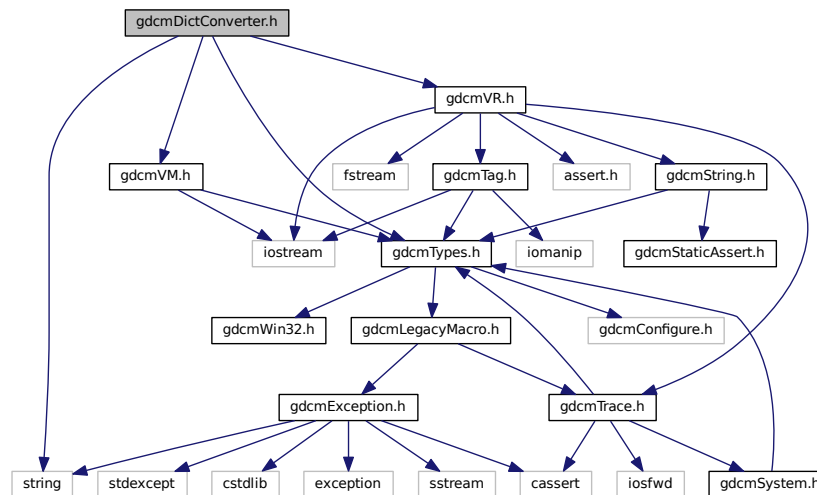 gdcmDictConverter.h
gdcmVR.h
gdcmVM.h
fstream
gdcmTag.h
assert.h
gdcmString.h
iostream
gdcmTypes.h
iomanip
gdcmStaticAssert.h
gdcmWin32.h
gdcmLegacyMacro.h
gdcmConfigure.h
gdcmException.h
gdcmTrace.h
string
stdexcept
cstdlib
exception
sstream
cassert
iosfwd
gdcmSystem.h